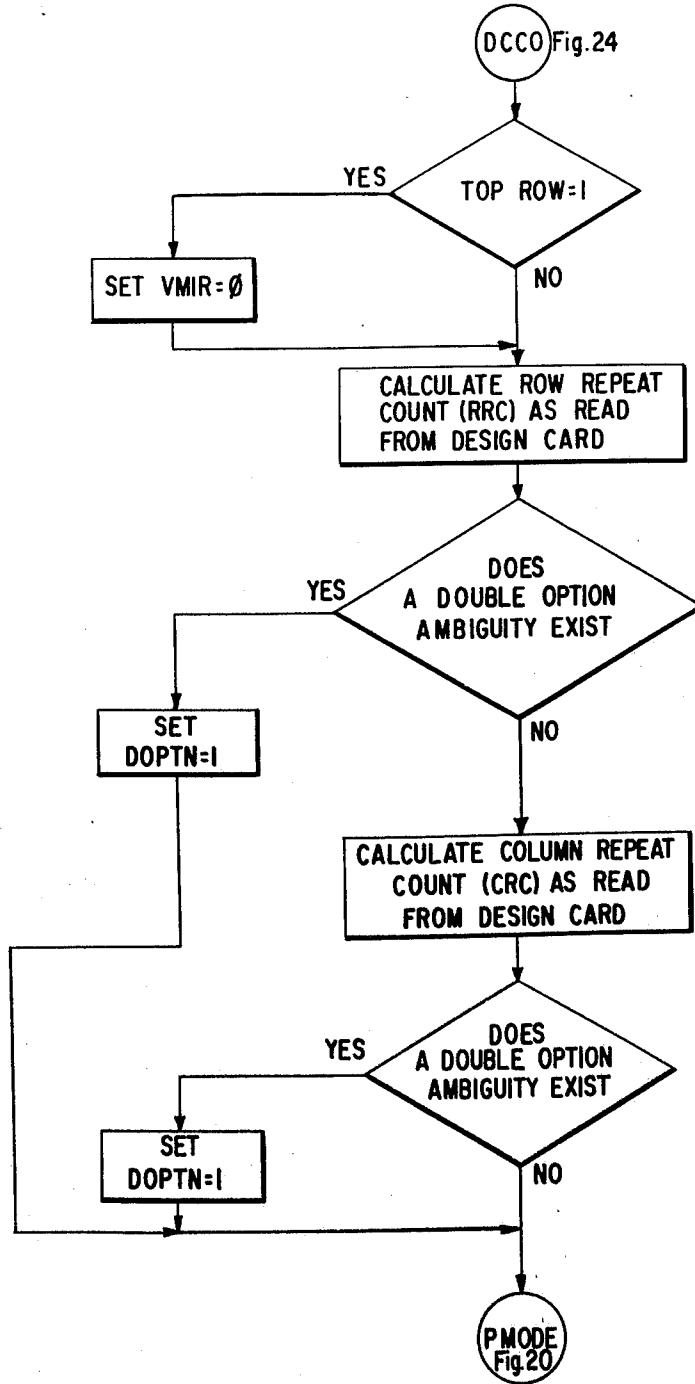 DCCO Fig.24
YES
TOP ROW=1
SET VMIR=Ø
NO
CALCULATE ROW REPEAT
COUNT (RRC) AS READ
FROM DESIGN CARD
YES
DOES
A DOUBLE OPTION
AMBIGUITY EXIST
SET
DOPTN=1
NO
CALCULATE COLUMN REPEAT
COUNT (CRC) AS READ
FROM DESIGN CARD
YES
DOES
A DOUBLE OPTION
AMBIGUITY EXIST
SET
DOPTN=1
NO
PMODE
Fig.20